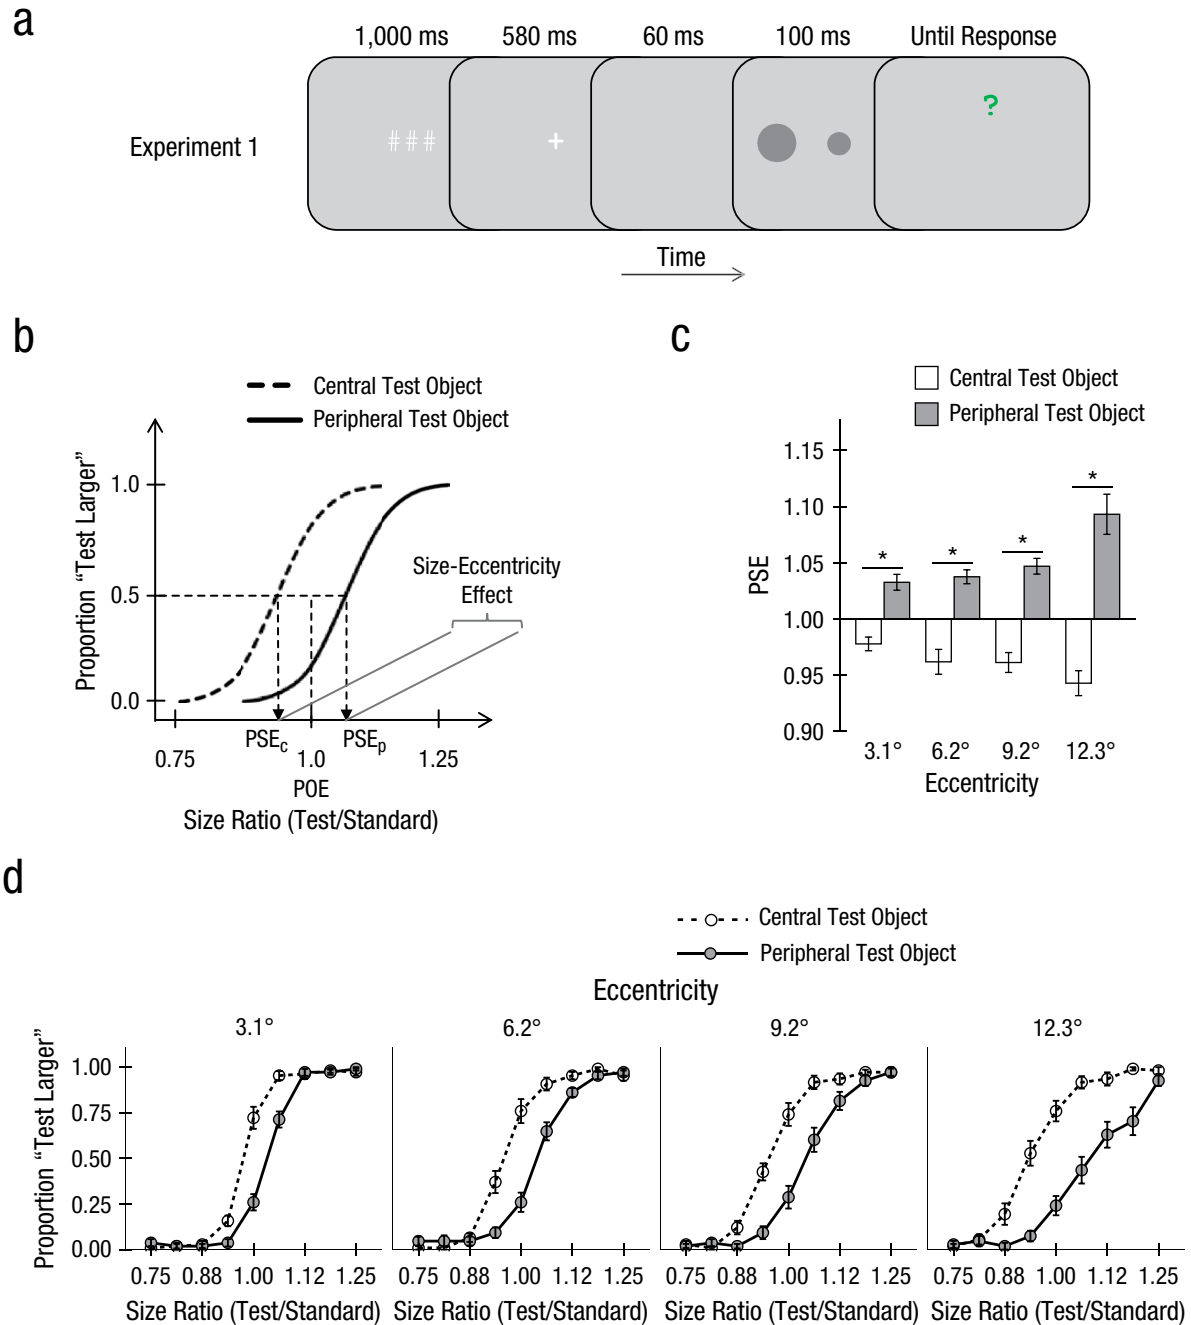 a
1,000 ms 580 ms 60 ms 100 ms Until Response
Experiment 1
# # #
+
?
Time
b
Central Test Object
Peripheral Test Object
Proportion “Test Larger”
1.0
0.5
0.0
Size-Eccentricity
Effect
PSEc PSEp
0.75 1.0 1.25
POE
Size Ratio (Test/Standard)
c
Central Test Object
Peripheral Test Object
PSE
1.15
1.10
1.05
1.00
0.95
0.90
* * * *
3.1° 6.2° 9.2° 12.3°
Eccentricity
d
Central Test Object
Peripheral Test Object
Eccentricity
3.1° 6.2° 9.2° 12.3°
Proportion “Test Larger”
1.00
0.75
0.50
0.25
0.00
0.75 0.88 1.00 1.12 1.25 0.75 0.88 1.00 1.12 1.25 0.75 0.88 1.00 1.12 1.25 0.75 0.88 1.00 1.12 1.25
Size Ratio (Test/Standard) Size Ratio (Test/Standard) Size Ratio (Test/Standard) Size Ratio (Test/Standard)